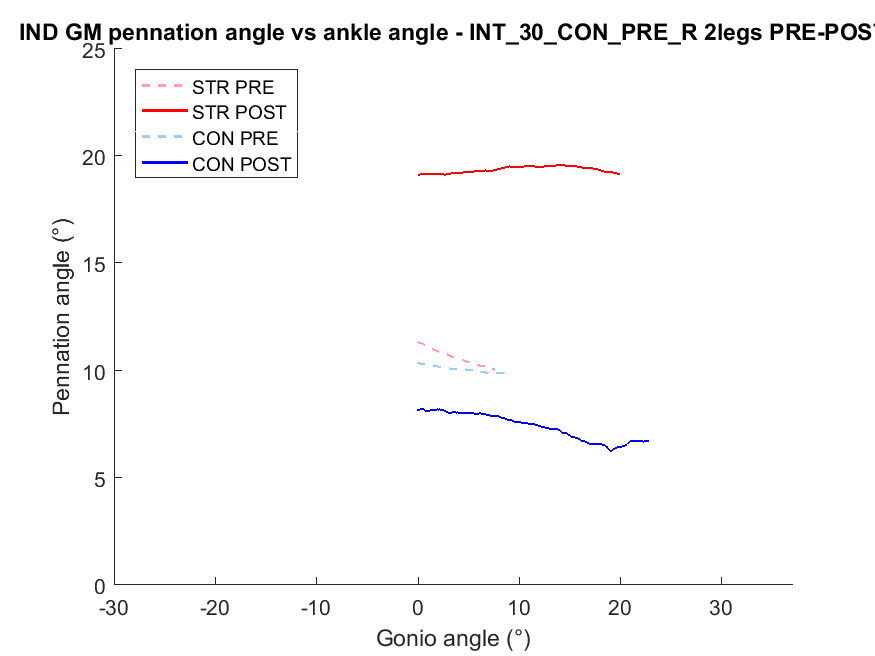 IND GM pennation angle vs ankle angle - INT_30_CON_PRE_R 2legs PRE-POST
25
STR PRE
STR POST
CON PRE
CON POST
20
15
10
5
0
Pennation angle (°)
-30 -20 -10 0 10 20 30
Gonio angle (°)